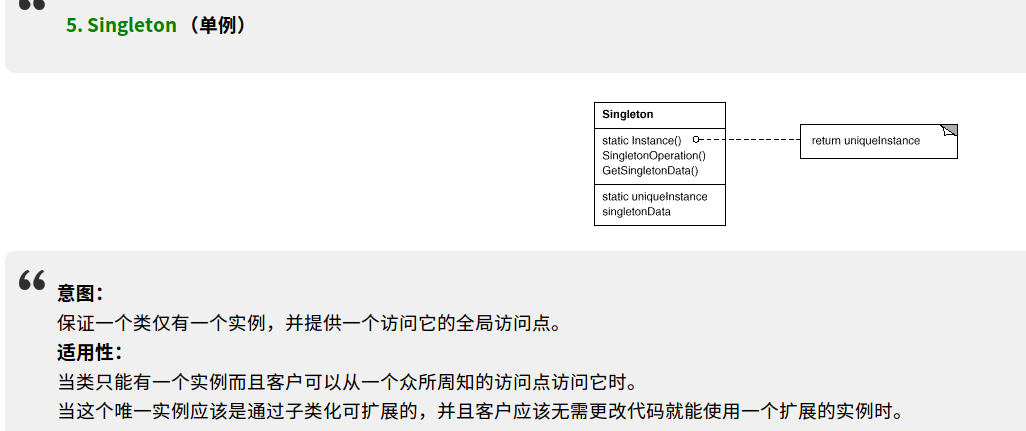 5. Singleton（单例）
Singleton
static Instance()
return uniqueInstance
SingletonOperation()
GetSingletonData()
static uniqueInstance
singletonData
意图：
保证一个类仅有一个实例，并提供一个访问它的全局访问点。
适用性：
当类只能有一个实例而且客户可以从一个众所周知的访问点访问它时。
当这个唯一实例应该是通过子类化可扩展的，并且客户应该无需更改代码就能使用一个扩展的实例时。